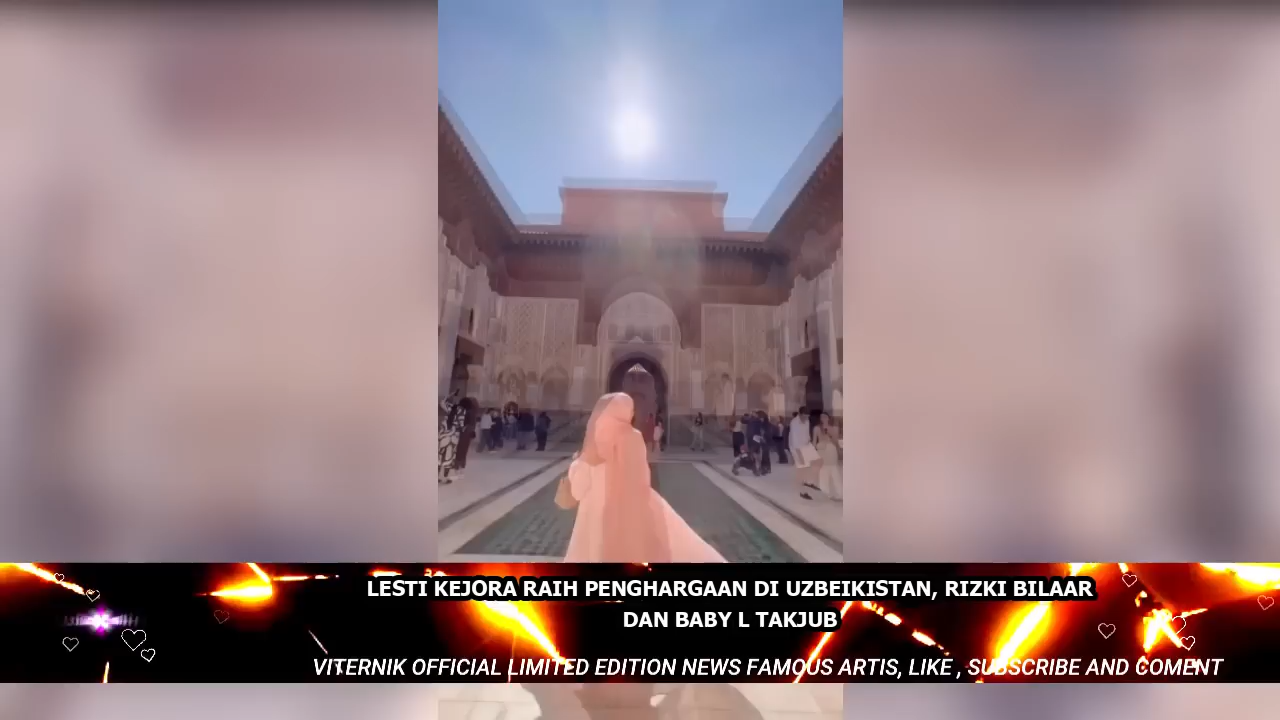 LESTI KEJORA RAIH PENGHARGAAN DI UZBEIKISTAN, RIZKI BILAAR
DAN BABY L TAKJUB
VITERNIK OFFICIAL LIMITED EDITION NEWS FAMOUS ARTIS, LIKE , SUBSCRIBE AND COMENT